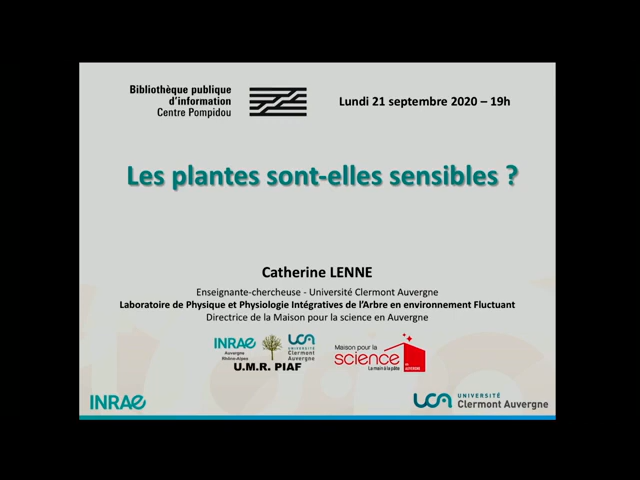 Bibliothèque publique
d'information
Centre Pompidou
Lundi 21 septembre 2020 – 19h
Les plantes sont-elles sensibles ?
Catherine LENNE
Enseignante-chercheuse - Université Clermont Auvergne
Laboratoire de Physique et Physiologie Intégratives de l'Arbre en environnement Fluctuant
Directrice de la Maison pour la science en Auvergne
INRAE
Auvergne
Rhône-Alpes
UCA
UNIVERSITÉ
Clermont
Auvergne
U.M.R. PIAF
Maison pour la
science
La main à la pâte
EN AUVERGNE
INRAE
UCA
UNIVERSITÉ
Clermont Auvergne